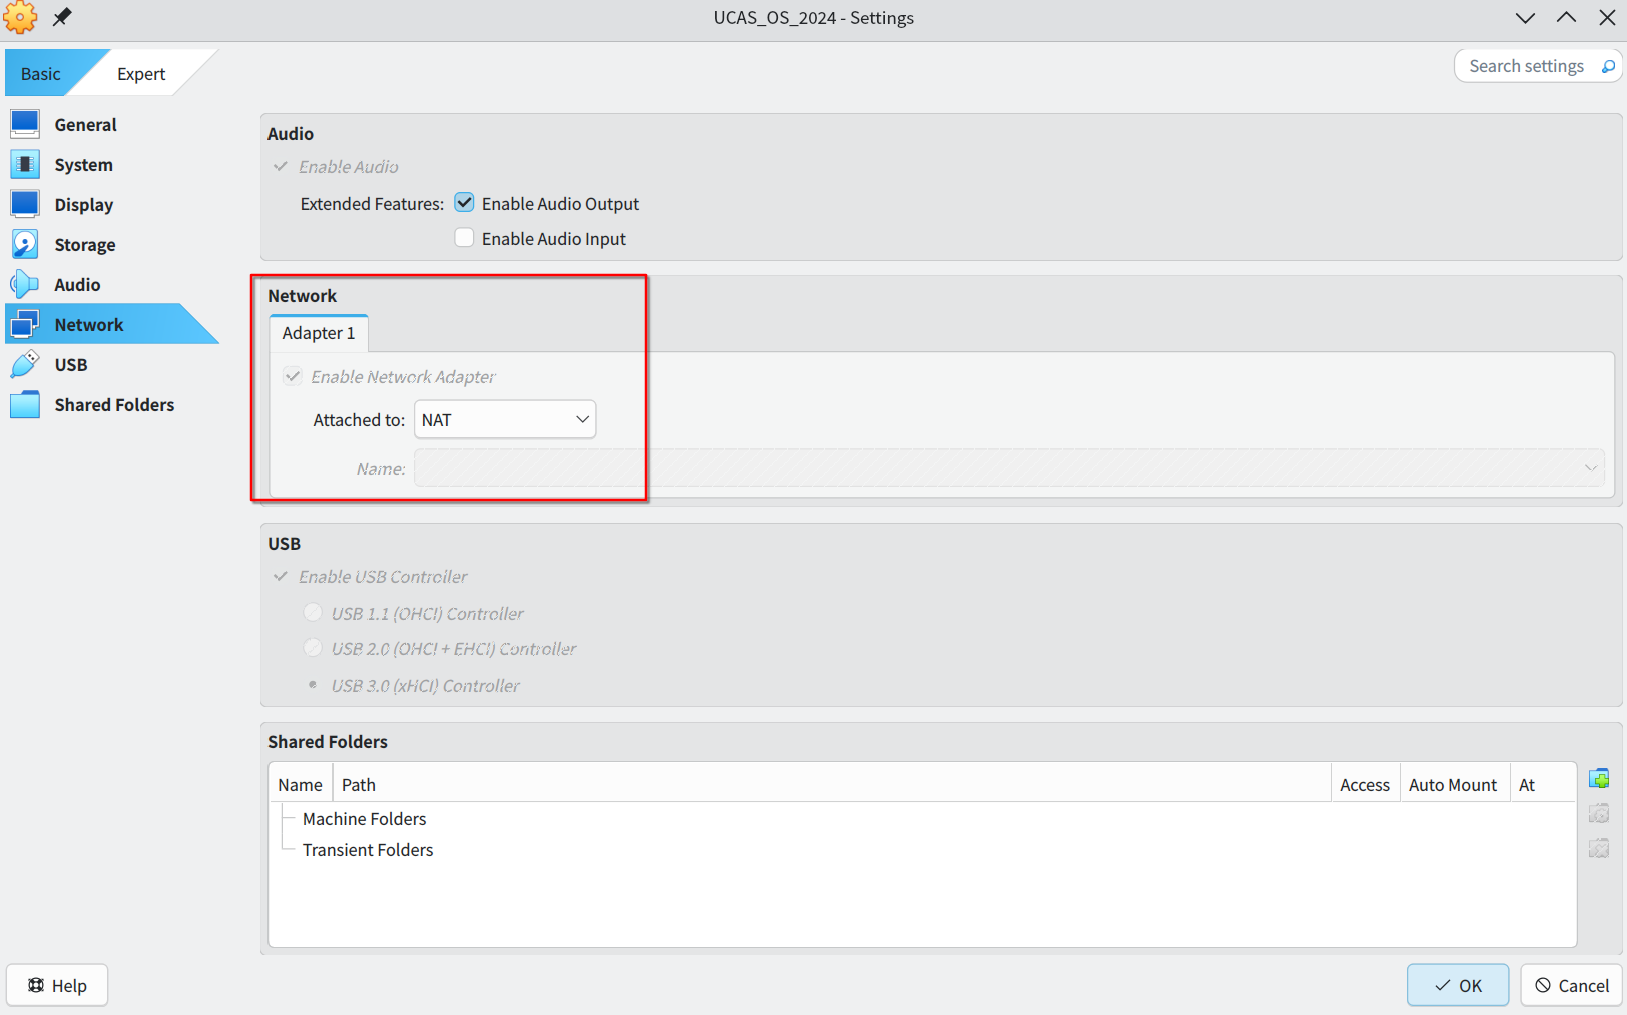 UCAS_OS_2024 - Settings
Basic
Expert
Search settings
General
System
Display
Storage
Audio
Network
USB
Shared Folders
Audio
Enable Audio
Extended Features: Enable Audio Output
Enable Audio Input
Network
Adapter 1
Enable Network Adapter
Attached to: NAT
Name:
USB
Enable USB Controller
USB 1.1 (OHCI) Controller
USB 2.0 (OHCI + EHCI) Controller
USB 3.0 (xHCI) Controller
Shared Folders
Name Path Access Auto Mount At
Machine Folders
Transient Folders
Help
OK
Cancel